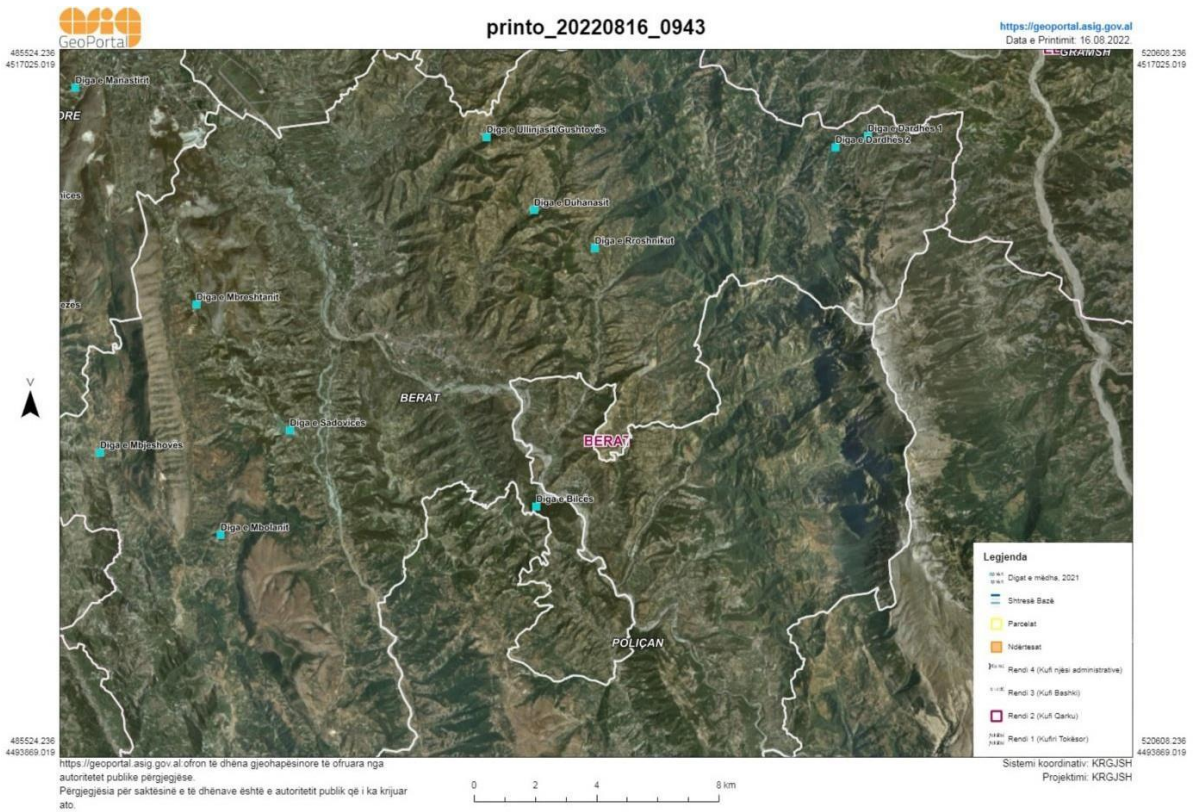 asig
GeoPortal
printo_20220816_0943
https://geoportal.asig.gov.al
Data e Printimit: 16.08.2022.
485524.236
4517025.019
520608.236
4517025.019
GRAMSH
Diga e Manastirit
Diga e Ullinjasit Gushtovës
Diga e Dardhës 1
Diga e Dardhës 2
Diga e Duhanasit
Diga e Rroshnikut
Diga e Mbreshtanit
BERAT
Diga e Sadovicës
BERAT
Diga e Mbjeshovës
Diga e Bilcës
Diga e Mbolanit
POLIÇAN
Legjenda
Digat e mëdha, 2021
Shtresë Bazë
Parcelat
Ndërtesat
Rendi 4 (Kufi njësi administrative)
Rendi 3 (Kufi Bashki)
Rendi 2 (Kufi Qarku)
Rendi 1 (Kufiri Tokësor)
485524.236
4493869.019
520608.236
4493869.019
https://geoportal.asig.gov.al:ofron të dhëna gjeohapësinore të ofruara nga
autoritetet publike përgjegjëse.
Përgjegjësia për saktësinë e të dhënave është e autoritetit publik që i ka krijuar
ato.
0 2 4 8 km
Sistemi koordinativ: KRGJSH
Projektimi: KRGJSH